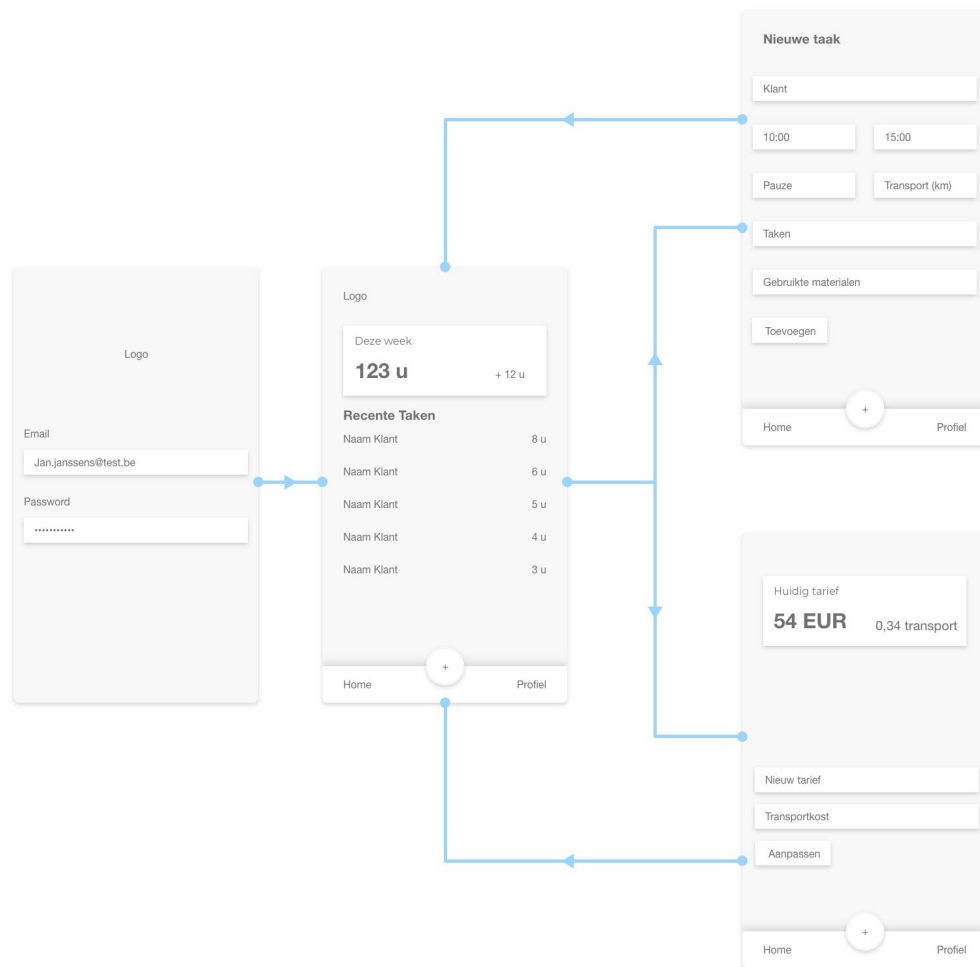 Logo
Email
Jan.janssens@test.be
Password
•••••••••••
Logo
Deze week
123 u + 12 u
Recente Taken
Naam Klant 8 u
Naam Klant 6 u
Naam Klant 5 u
Naam Klant 4 u
Naam Klant 3 u
+
Home Profiel
Nieuwe taak
Klant
10:00 15:00
Pauze Transport (km)
Taken
Gebruikte materialen
Toevoegen
+
Home Profiel
Huidig tarief
54 EUR 0,34 transport
Nieuw tarief
Transportkost
Aanpassen
+
Home Profiel